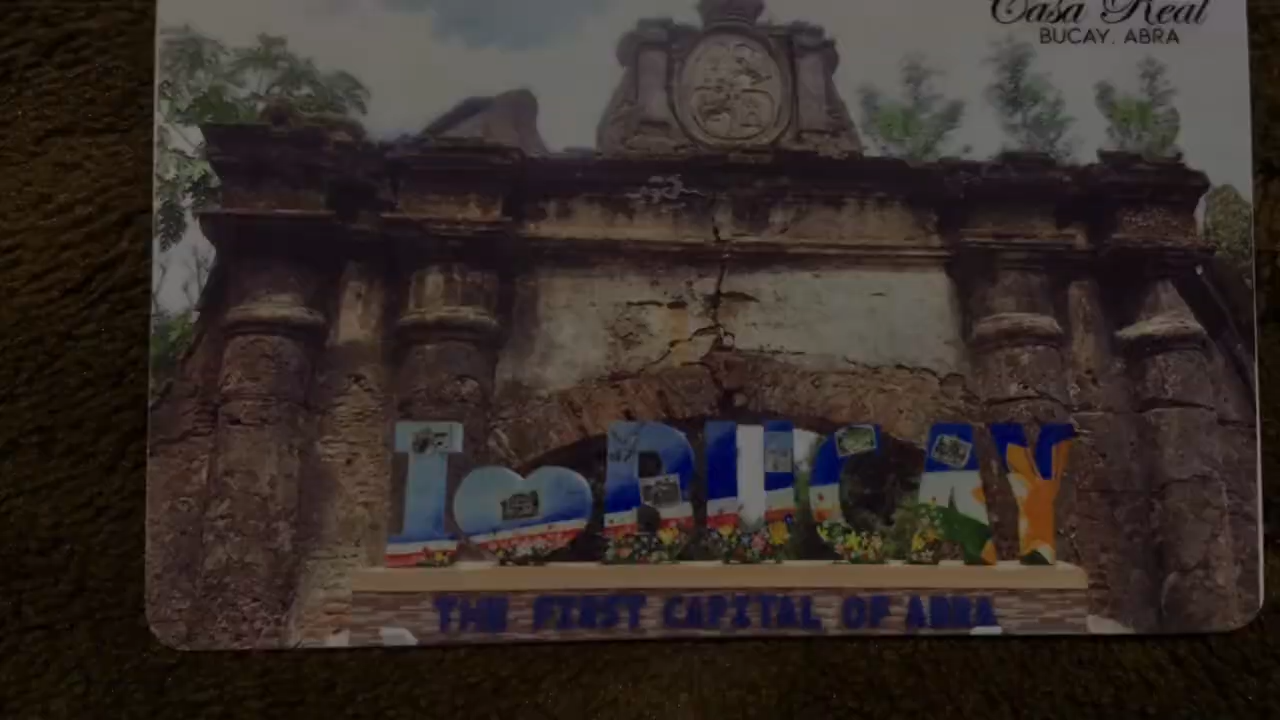 Casa Real
BUCAY. ABRA
I BUCAY
THE FIRST CAPITAL OF ABRA